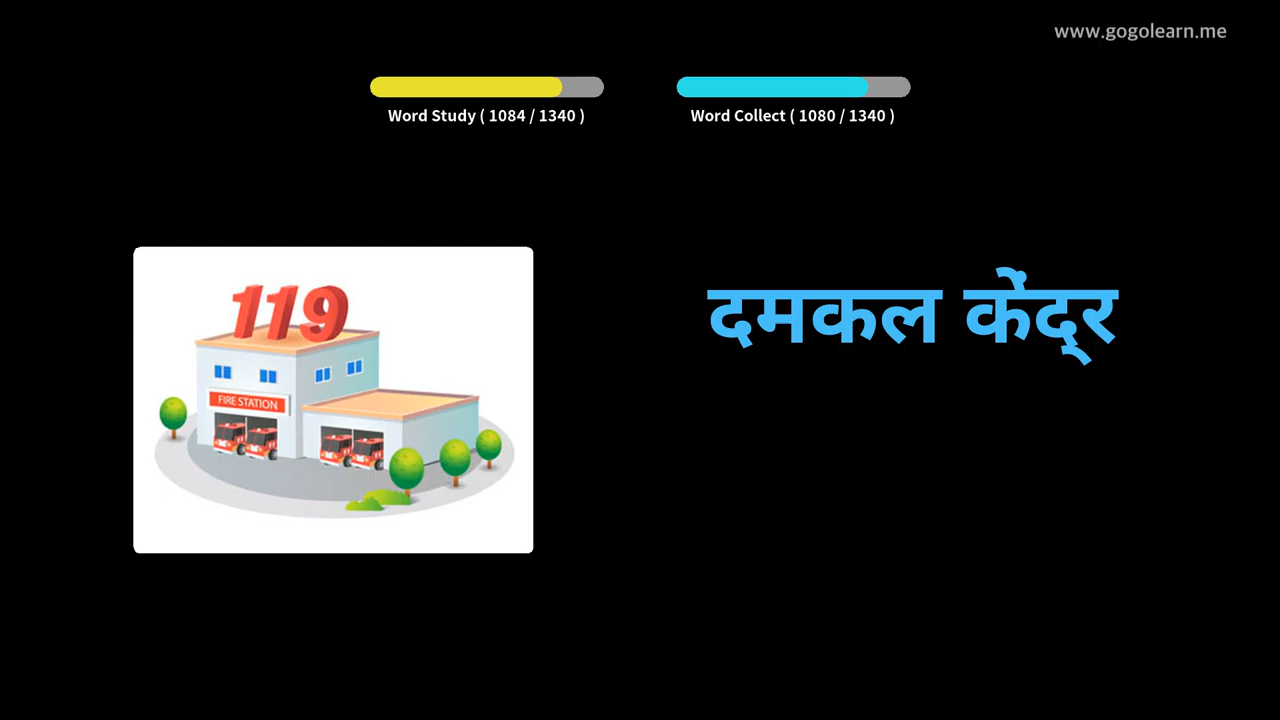 www.gogolearn.me
Word Study ( 1084 / 1340 )
Word Collect ( 1080 / 1340 )
119
FIRE STATION
दमकल केंद्र